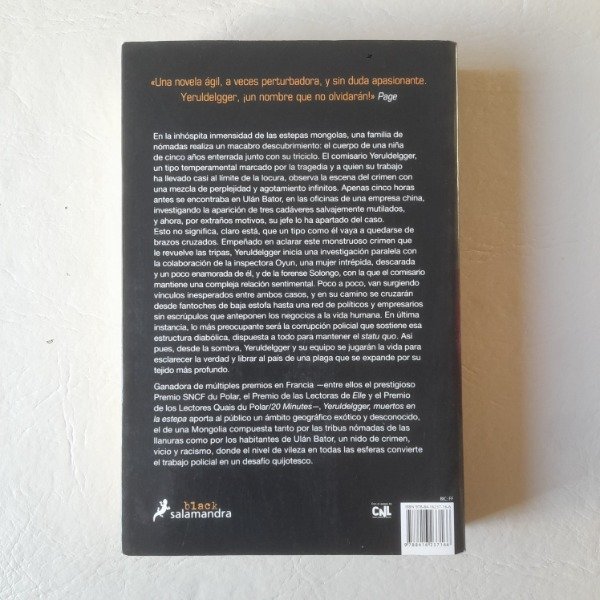 «Una novela ágil, a veces perturbadora, y sin duda apasionante.
Yeruldelgger, ¡un nombre que no olvidarán!» Page
En la inhóspita inmensidad de las estepas mongolas, una familia de
nómadas realiza un macabro descubrimiento: el cuerpo de una niña
de cinco años enterrada junto con su triciclo. El comisario Yeruldelgger,
un tipo temperamental marcado por la tragedia y a quien su trabajo
ha llevado casi al límite de la locura, observa la escena del crimen con
una mezcla de perplejidad y agotamiento infinitos. Apenas cinco horas
antes se encontraba en Ulán Bator, en las oficinas de una empresa china,
investigando la aparición de tres cadáveres salvajemente mutilados,
y ahora, por extraños motivos, su jefe lo ha apartado del caso.
Esto no significa, claro está, que un tipo como él vaya a quedarse de
brazos cruzados. Empeñado en aclarar este monstruoso crimen que
le revuelve las tripas, Yeruldelgger inicia una investigación paralela con
la colaboración de la inspectora Oyun, una mujer intrépida, descarada
y un poco enamorada de él, y de la forense Solongo, con la que el comisario
mantiene una compleja relación sentimental. Poco a poco, van surgiendo
vínculos inesperados entre ambos casos, y en su camino se cruzarán
desde fantoches de baja estofa hasta una red de políticos y empresarios
sin escrúpulos que anteponen los negocios a la vida humana. En última
instancia, lo más preocupante será la corrupción policial que sostiene esa
estructura diabólica, dispuesta a todo para mantener el statu quo. Así
pues, desde la sombra, Yeruldelgger y su equipo se jugarán la vida para
esclarecer la verdad y librar al país de una plaga que se expande por su
tejido más profundo.
Ganadora de múltiples premios en Francia —entre ellos el prestigioso
Premio SNCF du Polar, el Premio de las Lectoras de Elle y el Premio
de los Lectores Quais du Polar/20 Minutes—, Yeruldelgger, muertos en
la estepa aporta al público un ámbito geográfico exótico y desconocido,
el de una Mongolia compuesta tanto por las tribus nómadas de las
llanuras como por los habitantes de Ulán Bator, un nido de crimen,
vicio y racismo, donde el nivel de vileza en todas las esferas convierte
el trabajo policial en un desafío quijotesco.
black
salamandra
CNL
IBIC: FF